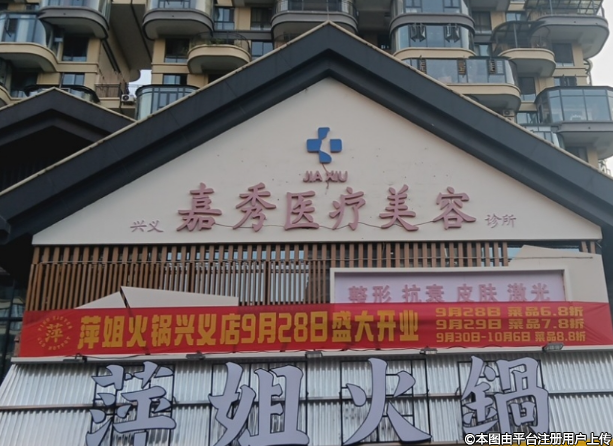 JIA XIU
兴义 嘉秀医疗美容 诊所
整形 抗衰 皮肤 激光
萍 萍姐火锅兴义店9月28日盛大开业
9月28日 菜品6.8折
9月29日 菜品7.8折
9月30日-10月6日 菜品8.8折
萍姐火鍋
©本图由平台注册用户上传